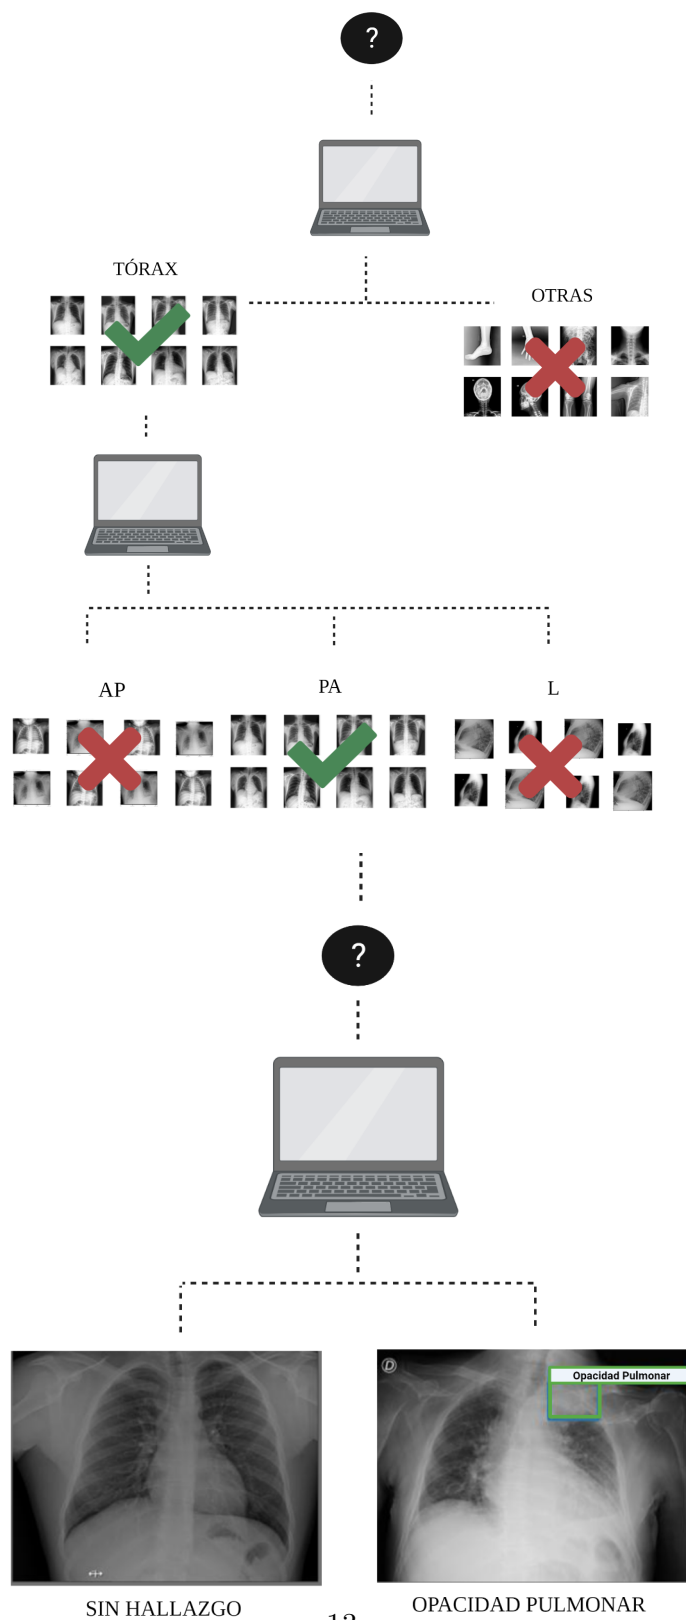 ?
TÓRAX
OTRAS
AP
PA
L
?
D
Opacidad Pulmonar
SIN HALLAZGO
OPACIDAD PULMONAR